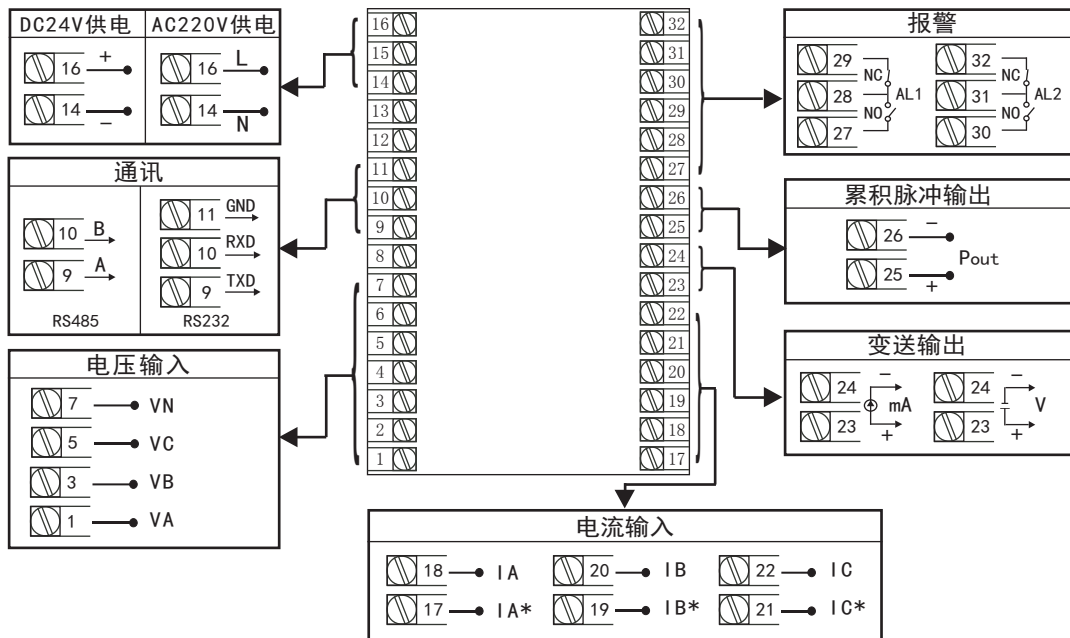 DC24V供电 AC220V供电
16 + 16 L
14 − 14 N
通讯
10 B
9 A
RS485
11 GND
10 RXD
9 TXD
RS232
电压输入
7 VN
5 VC
3 VB
1 VA
16
15
14
13
12
11
10
9
8
7
6
5
4
3
2
1
32
31
30
29
28
27
26
25
24
23
22
21
20
19
18
17
报警
29 NC
28 AL1
27 NO
32 NC
31 AL2
30 NO
累积脉冲输出
26 −
Pout
25 +
变送输出
24 −
mA
23 +
24 −
V
23 +
电流输入
18 IA 20 IB 22 IC
17 IA* 19 IB* 21 IC*